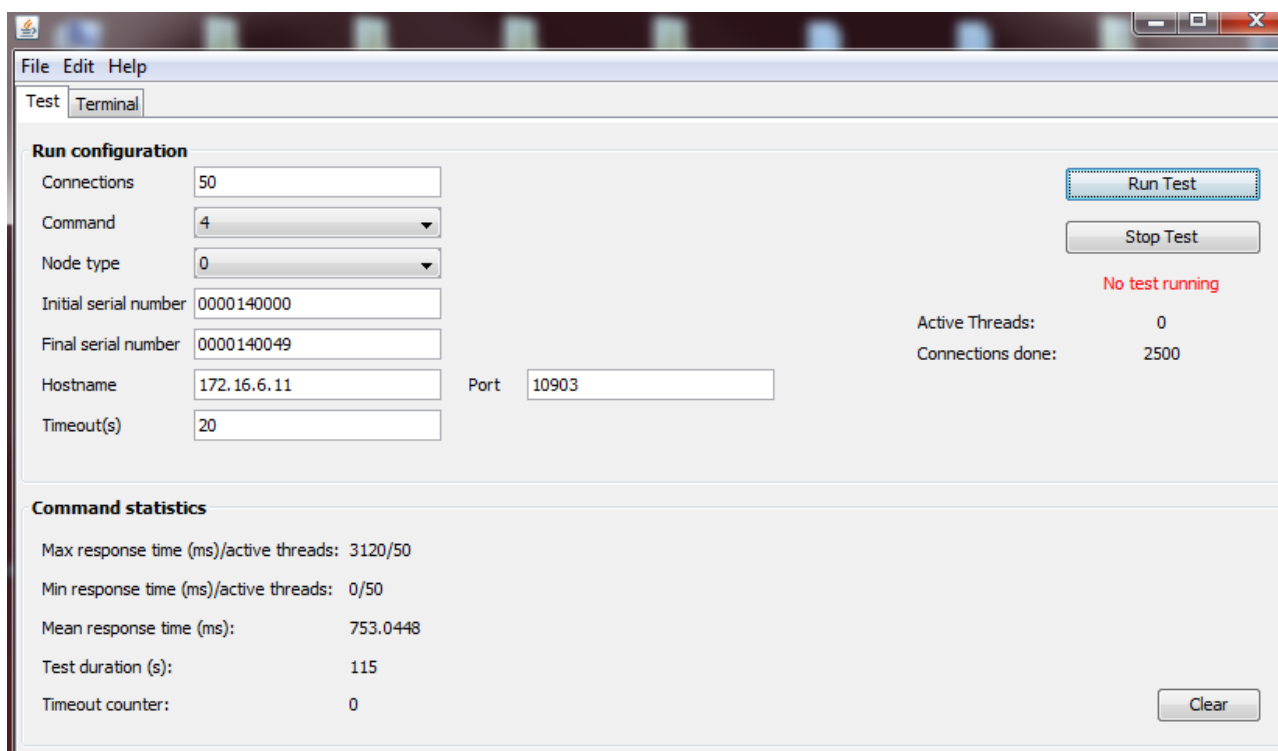 File Edit Help
Test Terminal
Run configuration
Connections 50
Run Test
Command 4
Stop Test
Node type 0
No test running
Initial serial number 0000140000
Active Threads: 0
Final serial number 0000140049
Connections done: 2500
Hostname 172.16.6.11 Port 10903
Timeout(s) 20
Command statistics
Max response time (ms)/active threads: 3120/50
Min response time (ms)/active threads: 0/50
Mean response time (ms): 753.0448
Test duration (s): 115
Timeout counter: 0
Clear